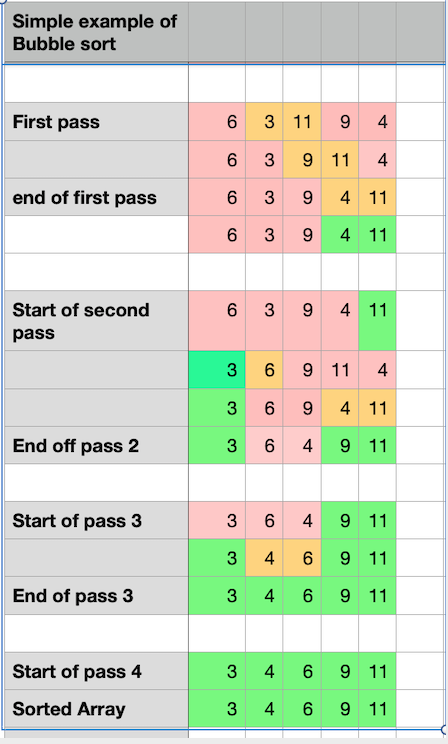 Simple example of
Bubble sort
First pass 6 3 11 9 4
6 3 9 11 4
end of first pass 6 3 9 4 11
6 3 9 4 11
Start of second 6 3 9 4 11
pass
3 6 9 11 4
3 6 9 4 11
End off pass 2 3 6 4 9 11
Start of pass 3 3 6 4 9 11
3 4 6 9 11
End of pass 3 3 4 6 9 11
Start of pass 4 3 4 6 9 11
Sorted Array 3 4 6 9 11